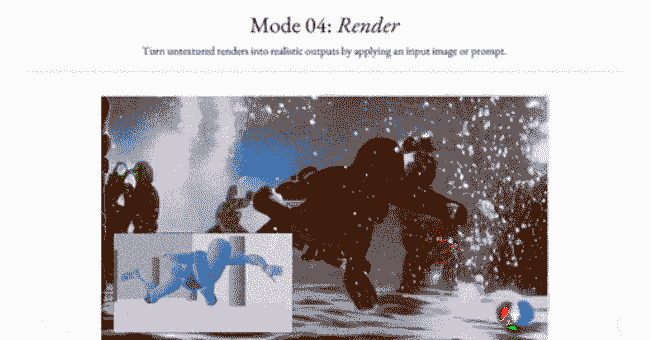 Mode 04: Render
Turn untextured renders into realistic outputs by applying an input image or prompt.